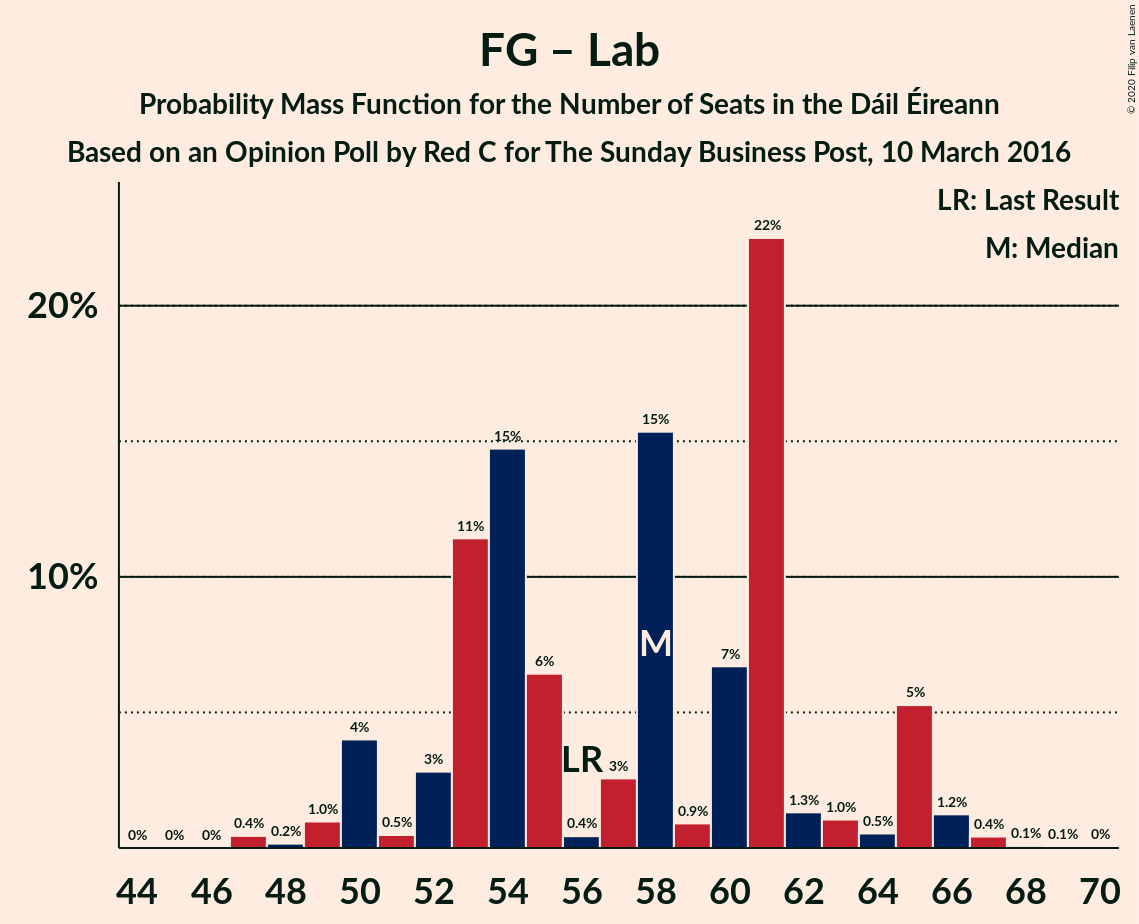 FG – Lab
Probability Mass Function for the Number of Seats in the Dáil Éireann
Based on an Opinion Poll by Red C for The Sunday Business Post, 10 March 2016
© 2020 Filip van Laenen
LR: Last Result
M: Median
20%
10%
0% 0% 0% 0.4% 0.2% 1.0% 4% 0.5% 3% 11% 15% 6% 0.4% 3% 15% 0.9% 7% 22% 1.3% 1.0% 0.5% 5% 1.2% 0.4% 0.1% 0.1% 0%
LR
M
44 46 48 50 52 54 56 58 60 62 64 66 68 70